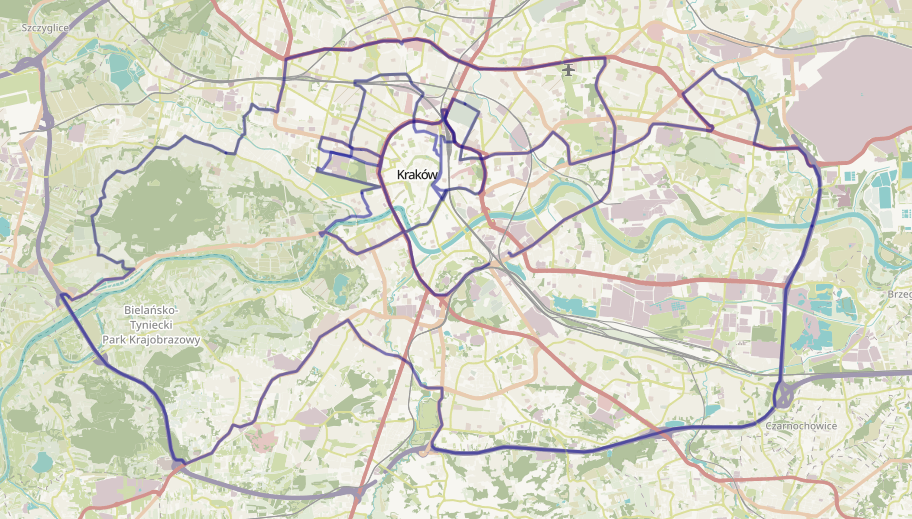 Szczyglice
Kraków
Brzeg
Bielańsko-
Tyniecki
Park Krajobrazowy
Czarnochowice